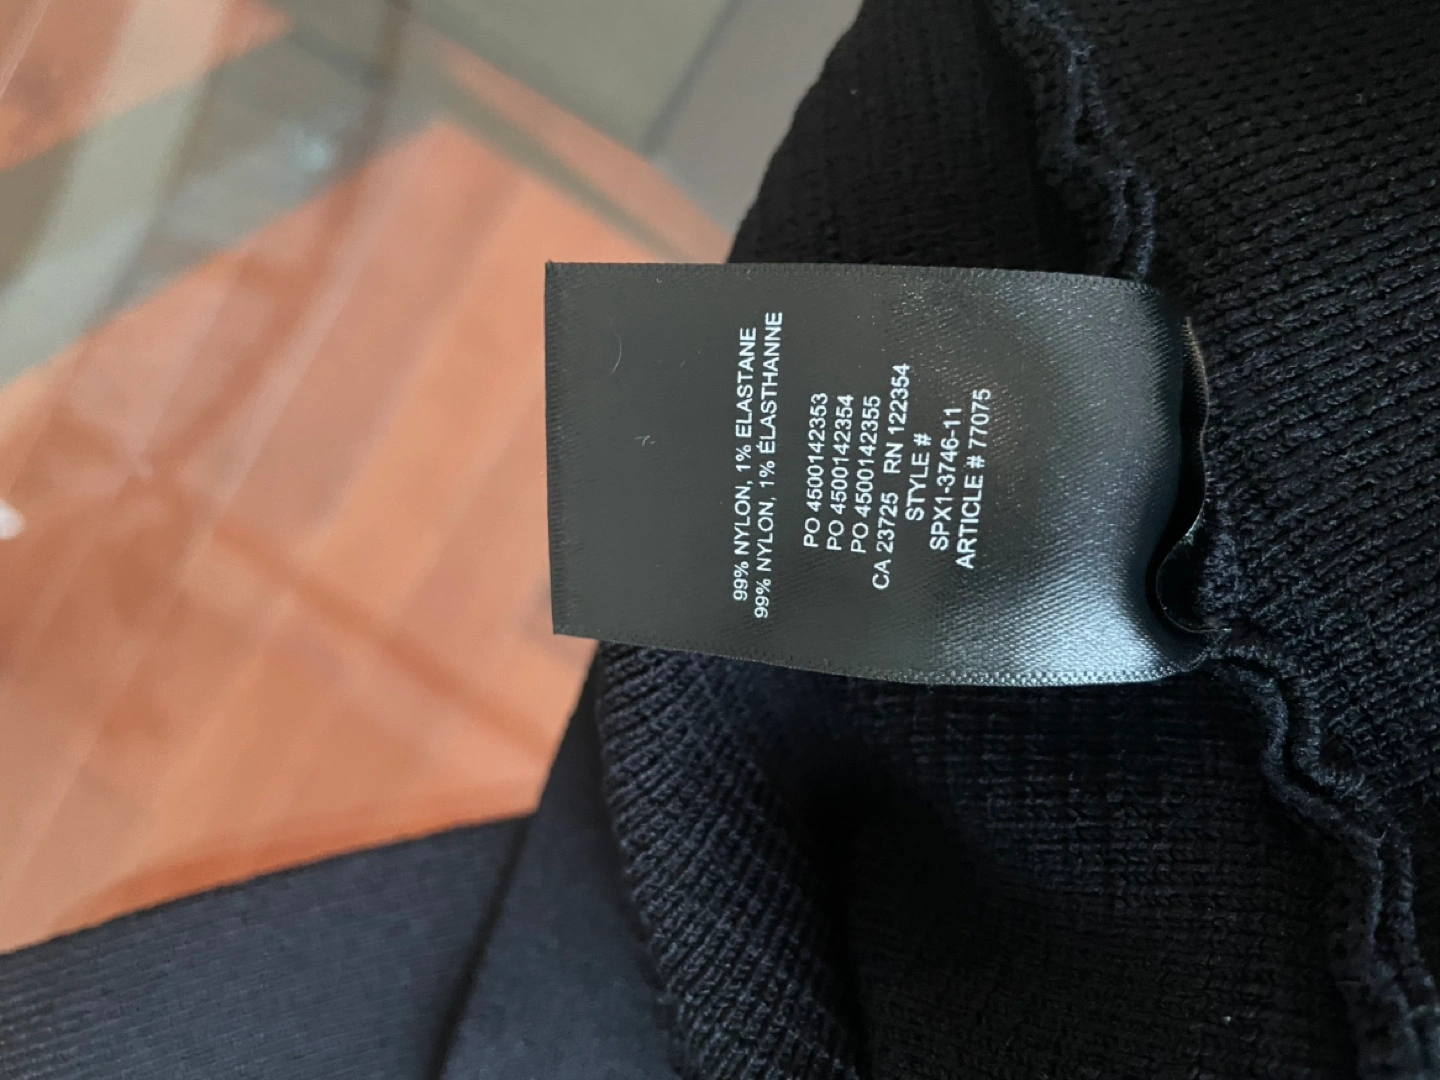 99% NYLON, 1% ELASTANE
99% NYLON, 1% ÉLASTHANNE
PO 4500142353
PO 4500142354
PO 4500142355
CA 23725 RN 122354
STYLE #
SPX1-3746-11
ARTICLE # 77075